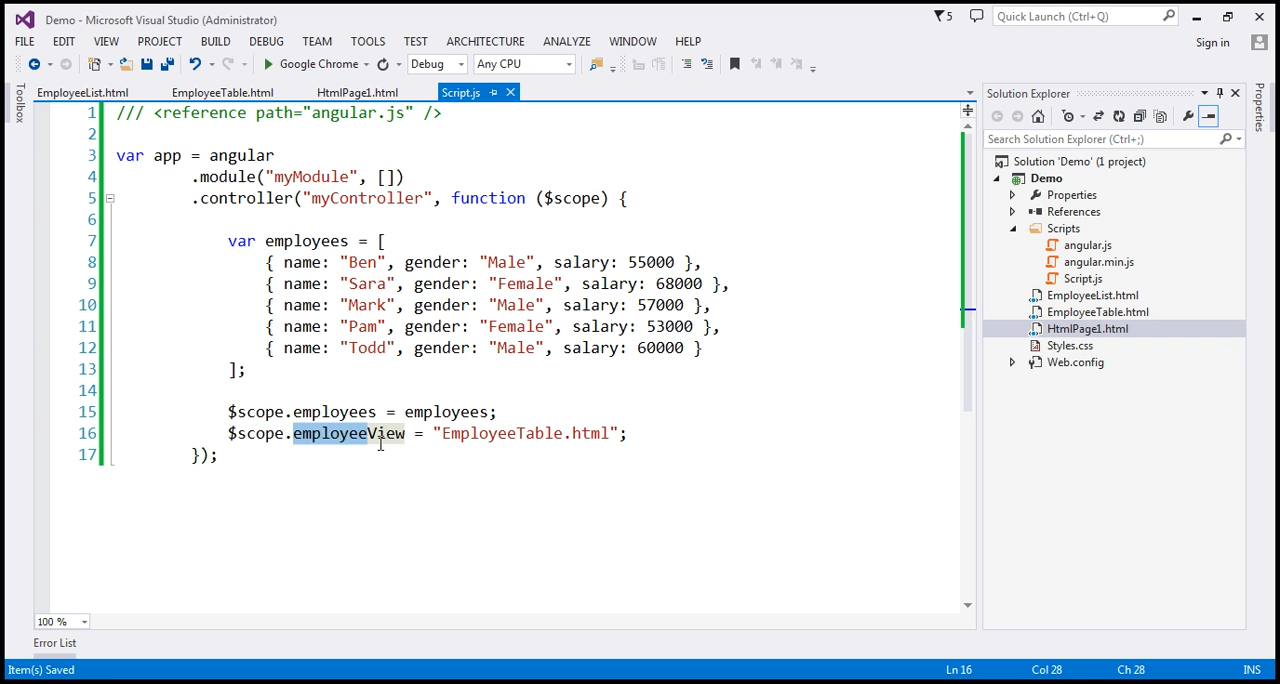 Demo - Microsoft Visual Studio (Administrator)
5
Quick Launch (Ctrl+Q)
FILE EDIT VIEW PROJECT BUILD DEBUG TEAM TOOLS TEST ARCHITECTURE ANALYZE WINDOW HELP
Sign in
Google Chrome Debug Any CPU
Toolbox
EmployeeList.html EmployeeTable.html HtmlPage1.html Script.js
1 /// <reference path="angular.js" />
2
3 var app = angular
4 .module("myModule", [])
5 .controller("myController", function ($scope) {
6
7 var employees = [
8 { name: "Ben", gender: "Male", salary: 55000 },
9 { name: "Sara", gender: "Female", salary: 68000 },
10 { name: "Mark", gender: "Male", salary: 57000 },
11 { name: "Pam", gender: "Female", salary: 53000 },
12 { name: "Todd", gender: "Male", salary: 60000 }
13 ];
14
15 $scope.employees = employees;
16 $scope.employeeView = "EmployeeTable.html";
17 });
100 %
Error List
Solution Explorer
Search Solution Explorer (Ctrl+;)
Solution 'Demo' (1 project)
Demo
Properties
References
Scripts
angular.js
angular.min.js
Script.js
EmployeeList.html
EmployeeTable.html
HtmlPage1.html
Styles.css
Web.config
Properties
Item(s) Saved Ln 16 Col 28 Ch 28 INS